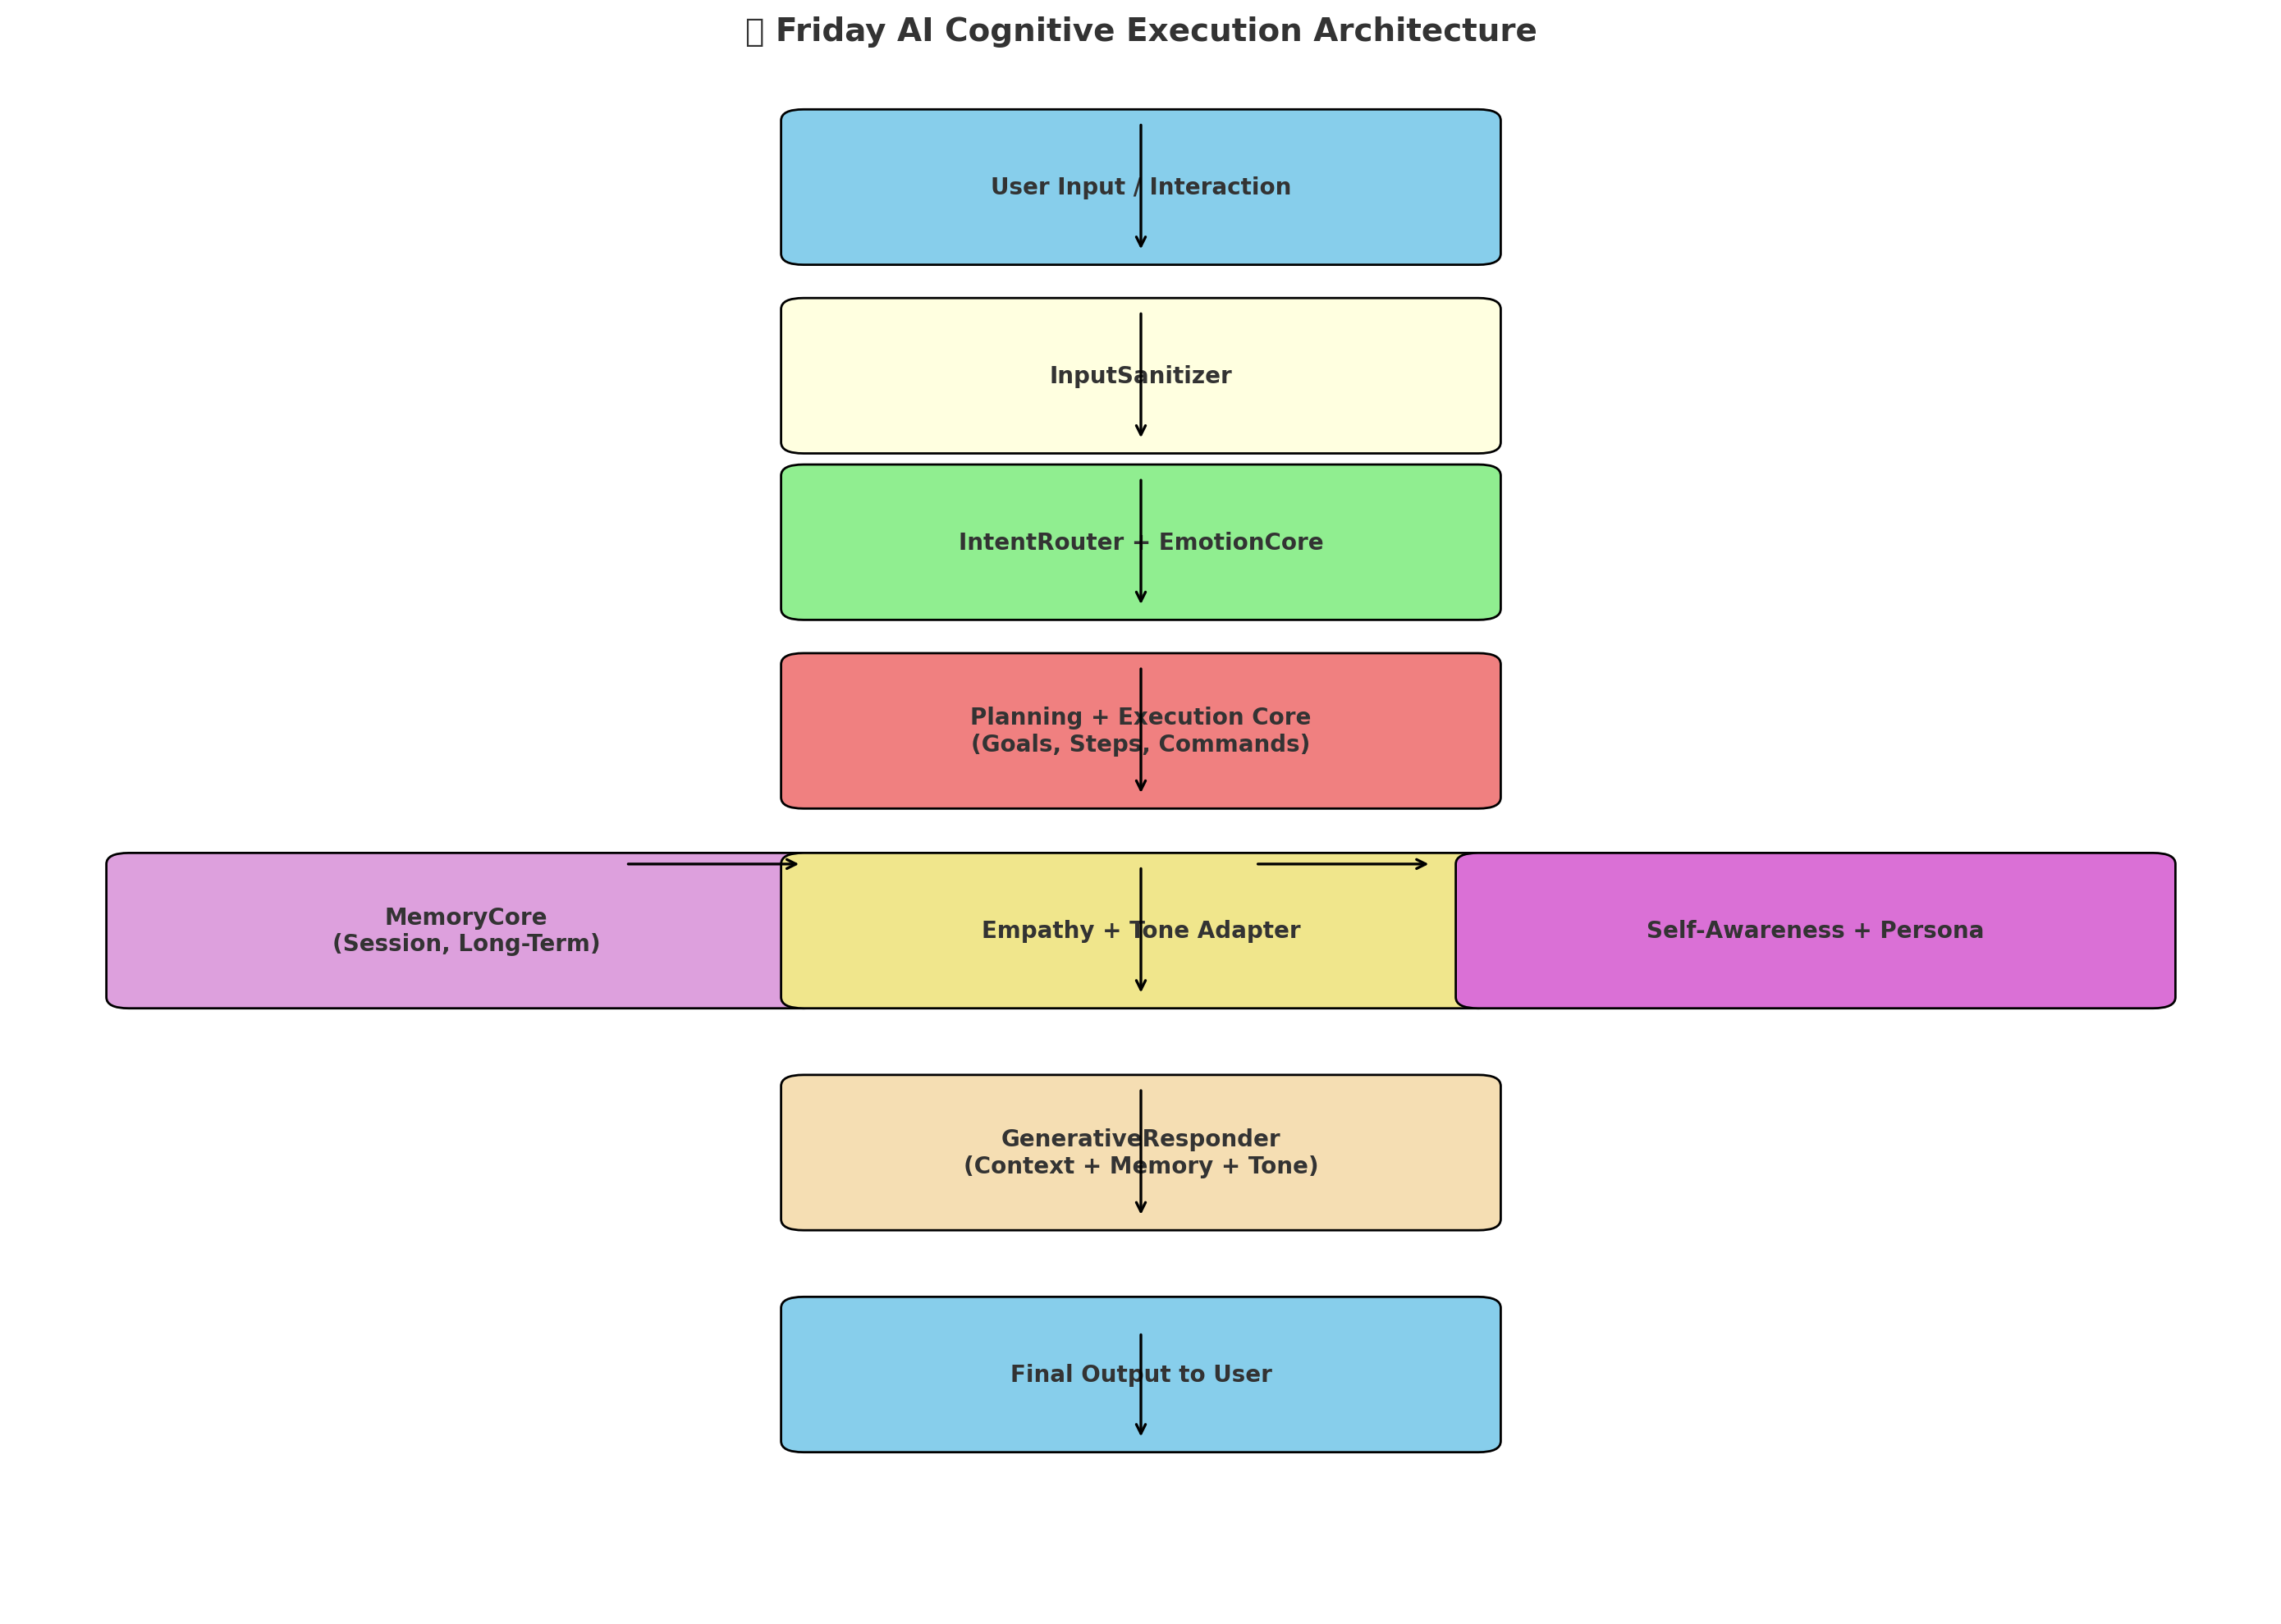 Friday AI Cognitive Execution Architecture
User Input / Interaction
InputSanitizer
IntentRouter + EmotionCore
Planning + Execution Core
(Goals, Steps, Commands)
MemoryCore
(Session, Long-Term)
Empathy + Tone Adapter
Self-Awareness + Persona
GenerativeResponder
(Context + Memory + Tone)
Final Output to User